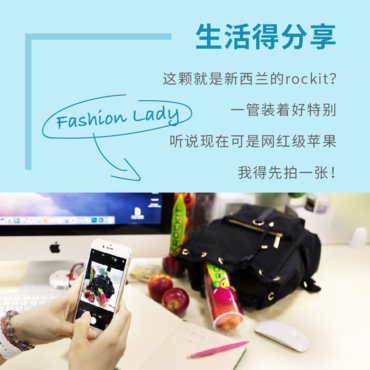 生活得分享
这颗就是新西兰的rockit？
一管装着好特别
Fashion Lady
听说现在可是网红级苹果
我得先拍一张！
ROCKIT